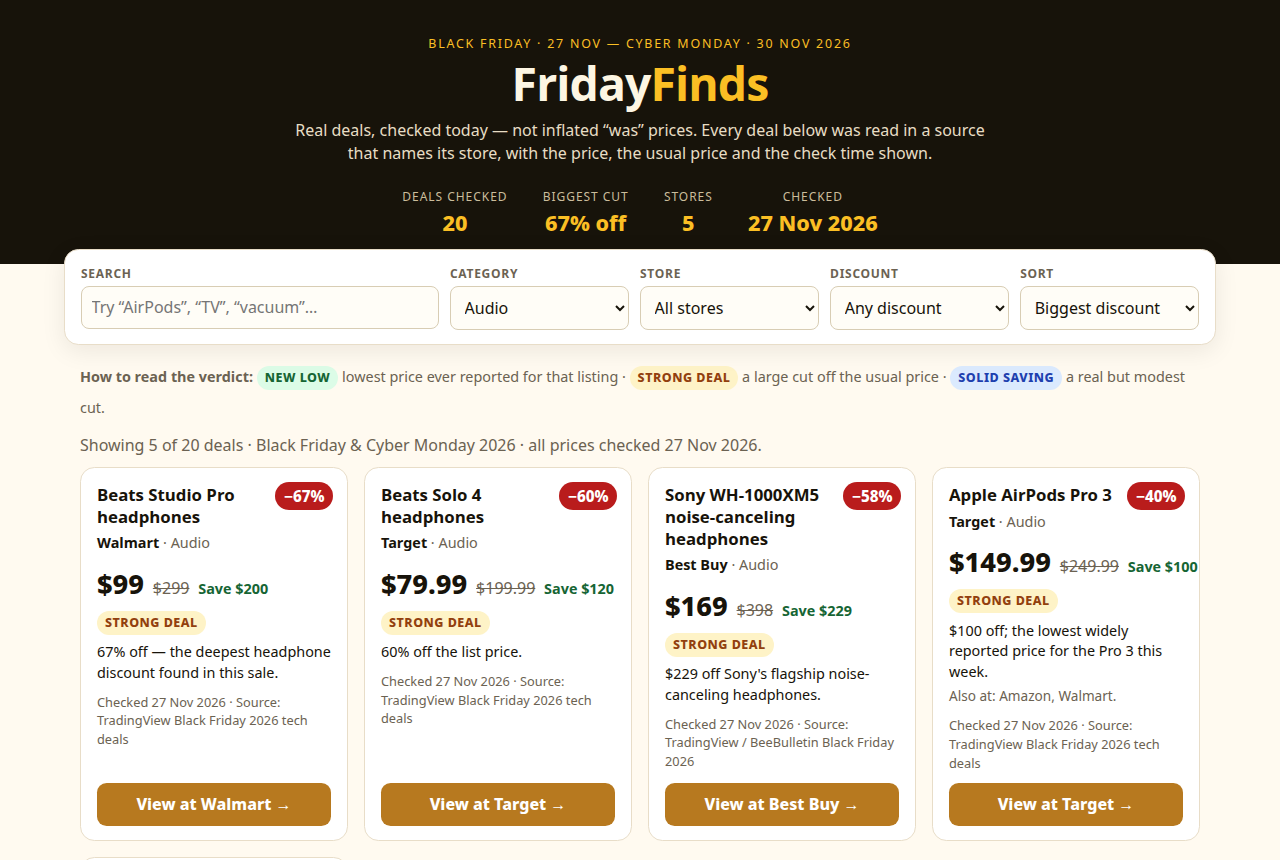 BLACK FRIDAY · 27 NOV — CYBER MONDAY · 30 NOV 2026
FridayFinds
Real deals, checked today — not inflated “was” prices. Every deal below was read in a source
that names its store, with the price, the usual price and the check time shown.
DEALS CHECKED
20
BIGGEST CUT
67% off
STORES
5
CHECKED
27 Nov 2026
SEARCH
Try “AirPods”, “TV”, “vacuum”…
CATEGORY
Audio
STORE
All stores
DISCOUNT
Any discount
SORT
Biggest discount
How to read the verdict: NEW LOW lowest price ever reported for that listing · STRONG DEAL a large cut off the usual price · SOLID SAVING a real but modest
cut.
Showing 5 of 20 deals · Black Friday & Cyber Monday 2026 · all prices checked 27 Nov 2026.
Beats Studio Pro
headphones
−67%
Walmart · Audio
$99 $299 Save $200
STRONG DEAL
67% off — the deepest headphone
discount found in this sale.
Checked 27 Nov 2026 · Source:
TradingView Black Friday 2026 tech
deals
View at Walmart →
Beats Solo 4
headphones
−60%
Target · Audio
$79.99 $199.99 Save $120
STRONG DEAL
60% off the list price.
Checked 27 Nov 2026 · Source:
TradingView Black Friday 2026 tech
deals
View at Target →
Sony WH-1000XM5
noise-canceling
headphones
−58%
Best Buy · Audio
$169 $398 Save $229
STRONG DEAL
$229 off Sony's flagship noise-
canceling headphones.
Checked 27 Nov 2026 · Source:
TradingView / BeeBulletin Black Friday
2026
View at Best Buy →
Apple AirPods Pro 3
−40%
Target · Audio
$149.99 $249.99 Save $100
STRONG DEAL
$100 off; the lowest widely
reported price for the Pro 3 this
week.
Also at: Amazon, Walmart.
Checked 27 Nov 2026 · Source:
TradingView Black Friday 2026 tech
deals
View at Target →